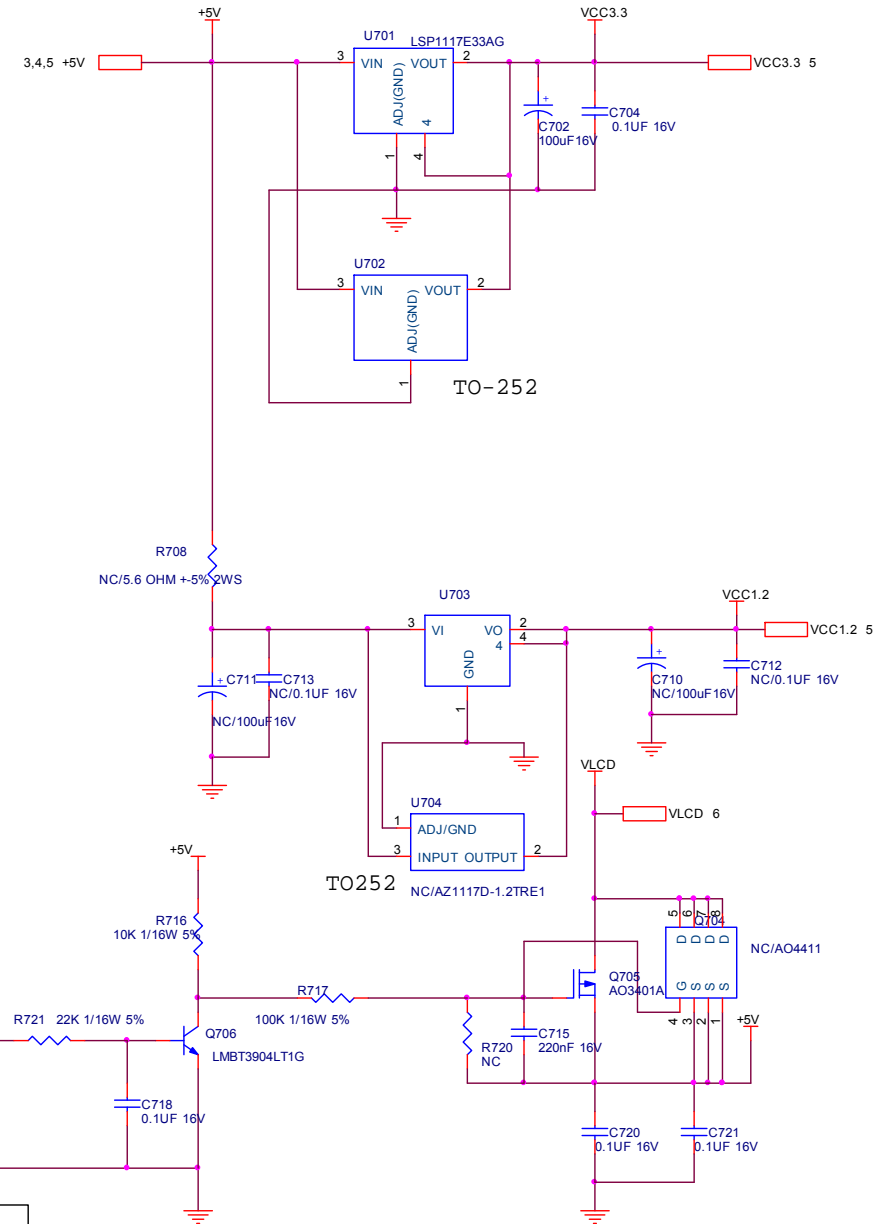 +5V
VCC3.3
U701
LSP1117E33AG
3,4,5 +5V
3
VIN
VOUT
2
VCC3.3 5
ADJ(GND)
4
+
C702
100uF16V
C704
0.1UF 16V
1
4
U702
3
VIN
VOUT
2
ADJ(GND)
1
TO-252
R708
NC/5.6 OHM +-5% 2WS
U703
VCC1.2
3
VI
VO
4
2
4
VCC1.2 5
GND
1
+
C711
NC/100uF16V
C713
NC/0.1UF 16V
+
C710
NC/100uF16V
C712
NC/0.1UF 16V
VLCD
U704
VLCD 6
1
ADJ/GND
3
INPUT
OUTPUT
2
TO252
NC/AZ1117D-1.2TRE1
+5V
R716
10K 1/16W 5%
5
6
7
8
Q704
D
D
D
D
NC/AO4411
G
S
S
S
4
3
2
1
Q705
AO3401A
R717
100K 1/16W 5%
+5V
R721 22K 1/16W 5%
Q706
LMBT3904LT1G
R720
NC
C715
220nF 16V
C718
0.1UF 16V
C720
0.1UF 16V
C721
0.1UF 16V